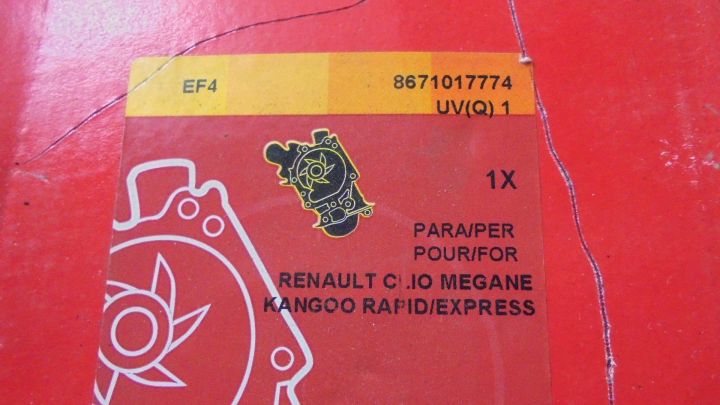 EF4 8671017774
UV(Q) 1
1X
PARA/PER
POUR/FOR
RENAULT CLIO MEGANE
KANGOO RAPID/EXPRESS